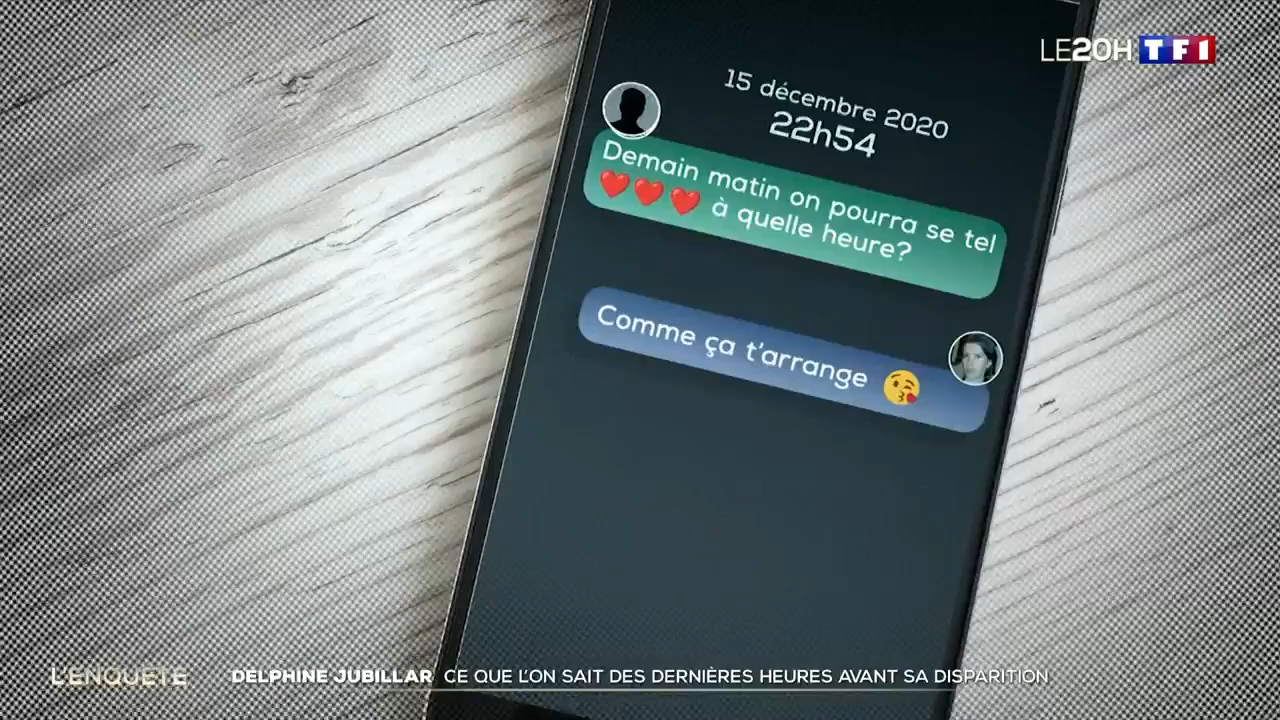 LE20H TF1
15 décembre 2020
22h54
Demain matin on pourra se tel
❤️❤️❤️ à quelle heure?
Comme ça t'arrange 😘
L'ENQUÊTE
DELPHINE JUBILLAR CE QUE L'ON SAIT DES DERNIÈRES HEURES AVANT SA DISPARITION